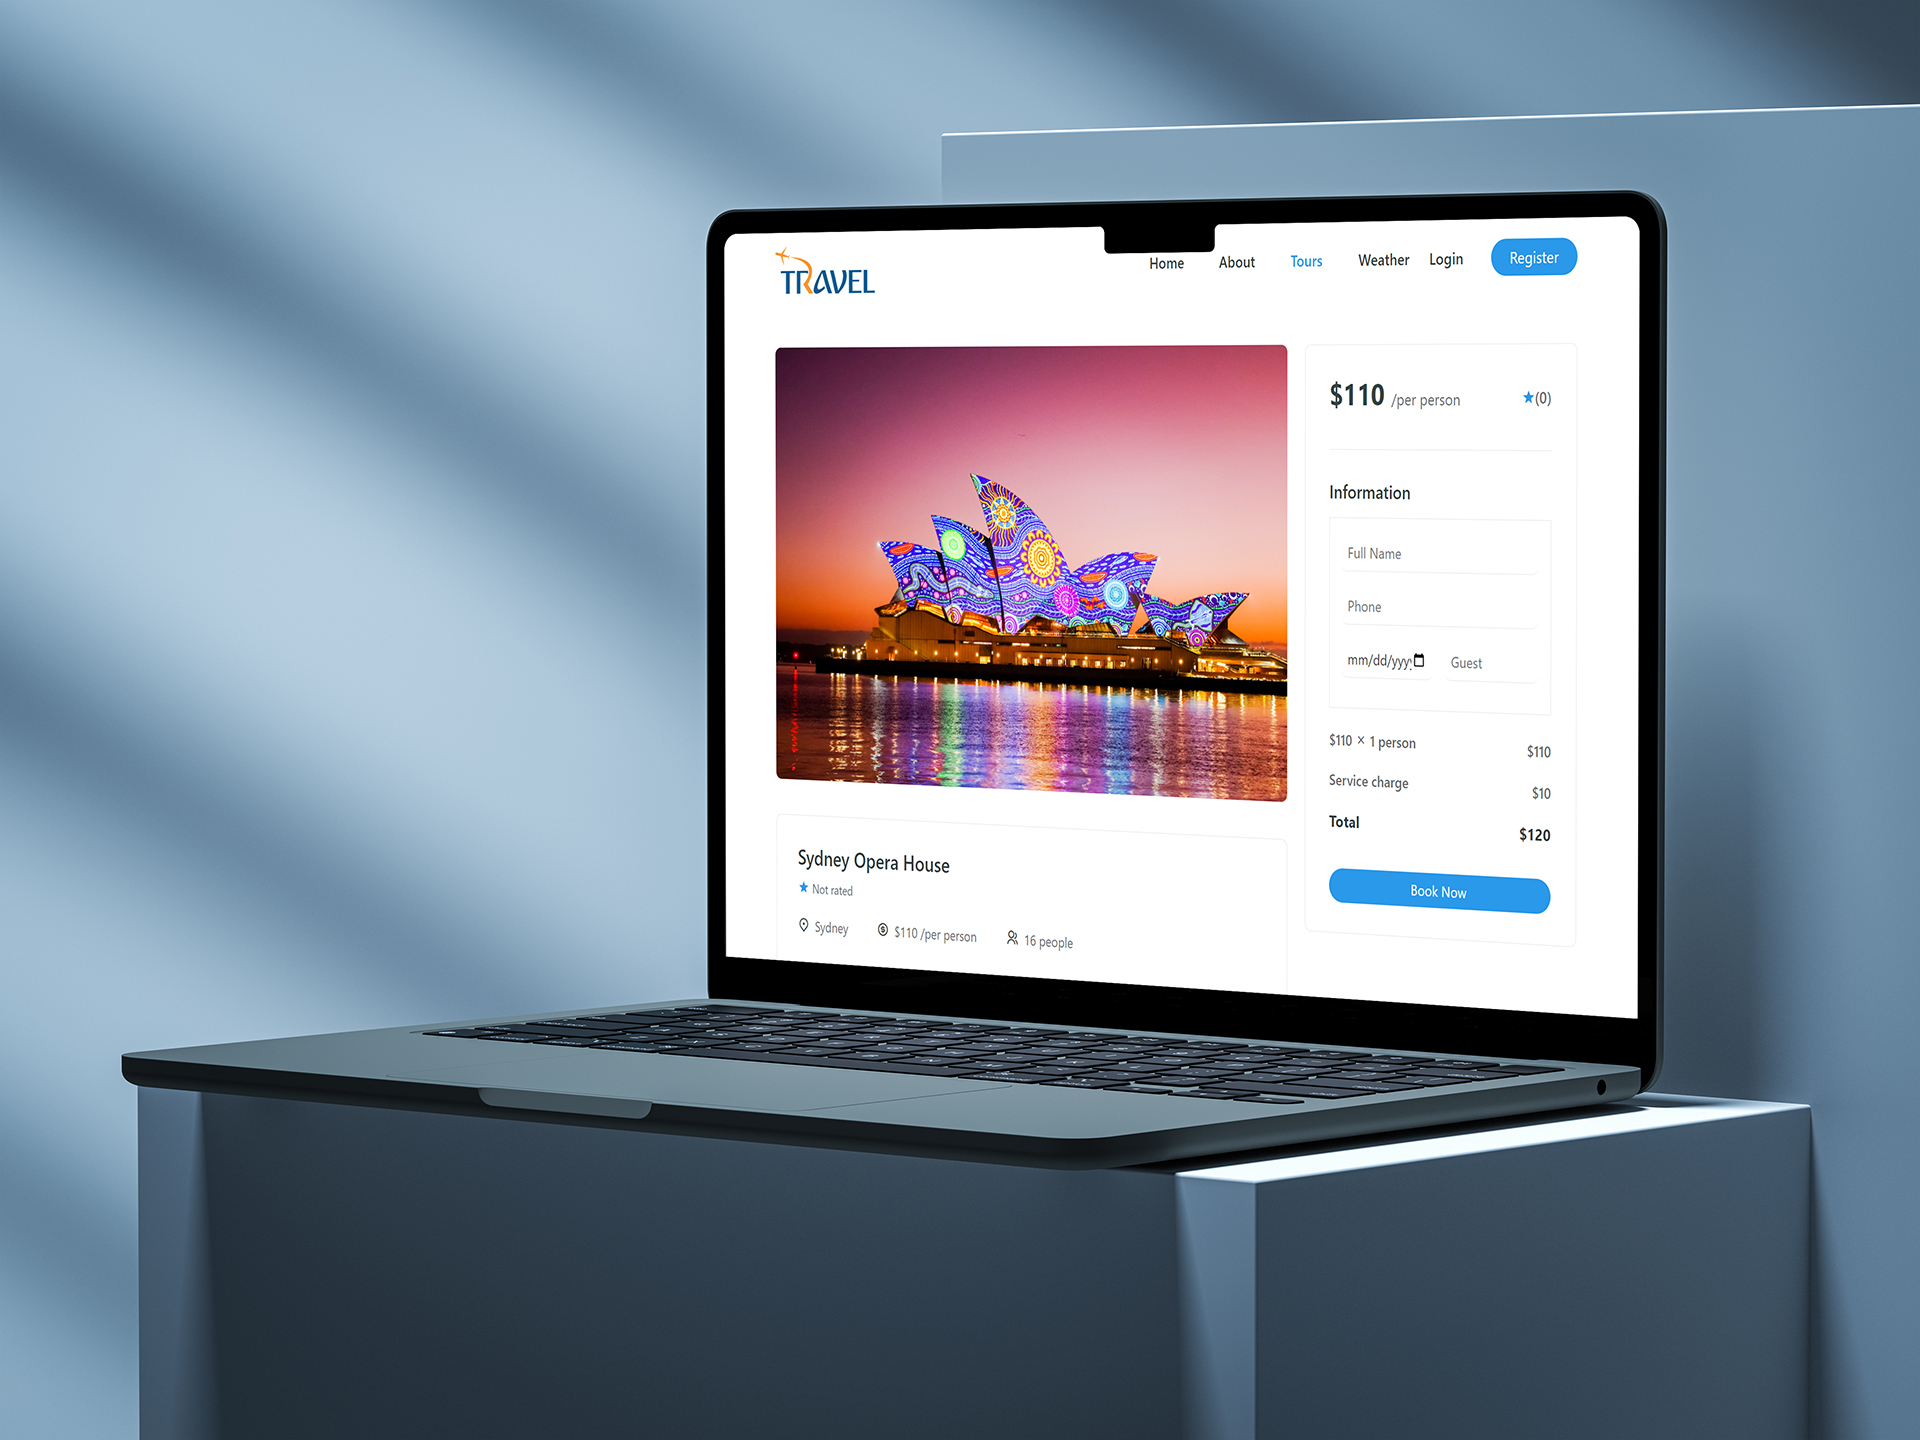 TRAVEL
Home About Tours Weather Login Register
$110 /per person
(0)
Information
Full Name
Phone
mm/dd/yyyy
Guest
$110 × 1 person $110
Service charge $10
Total $120
Book Now
Sydney Opera House
Not rated
Sydney $110 /per person 16 people